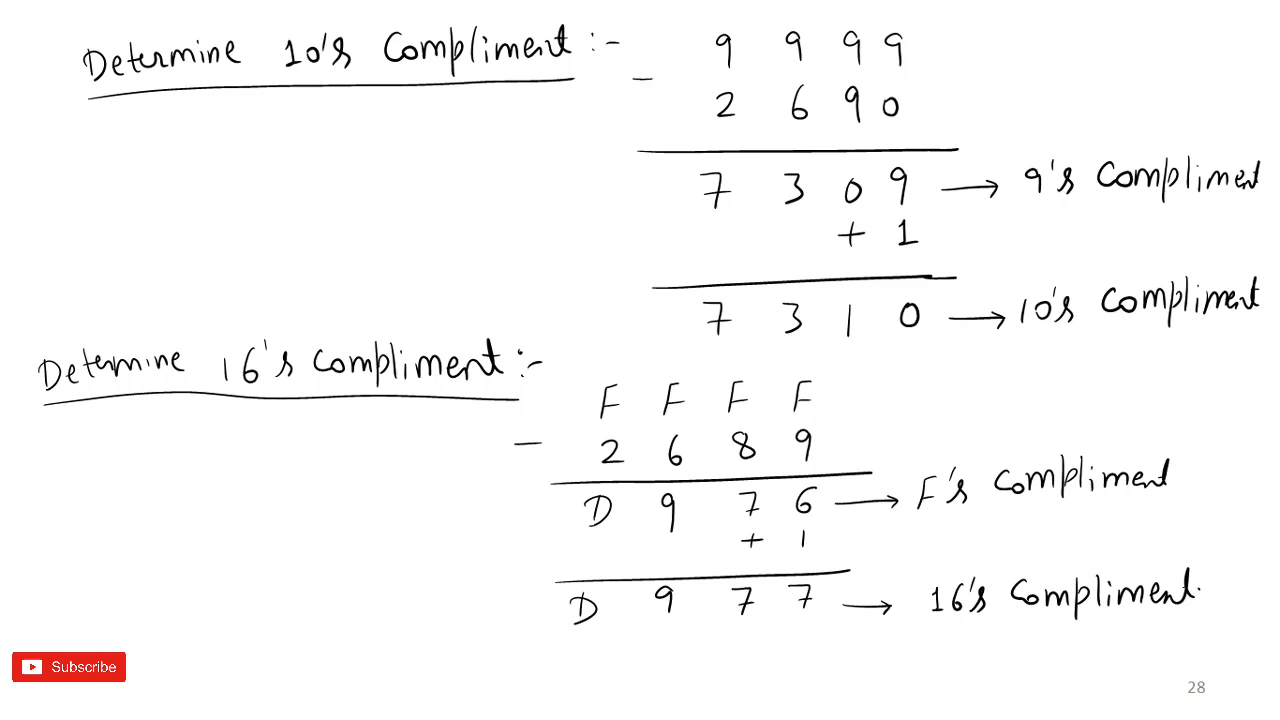 Determine 10's Compliment :-
9 9 9 9
- 2 6 9 0
7 3 0 9 → 9's Compliment
+ 1
7 3 1 0 → 10's Compliment
Determine 16's Compliment :-
F F F F
- 2 6 8 9
D 9 7 6 → F's Compliment
+ 1
D 9 7 7 → 16's Compliment.
Subscribe
28